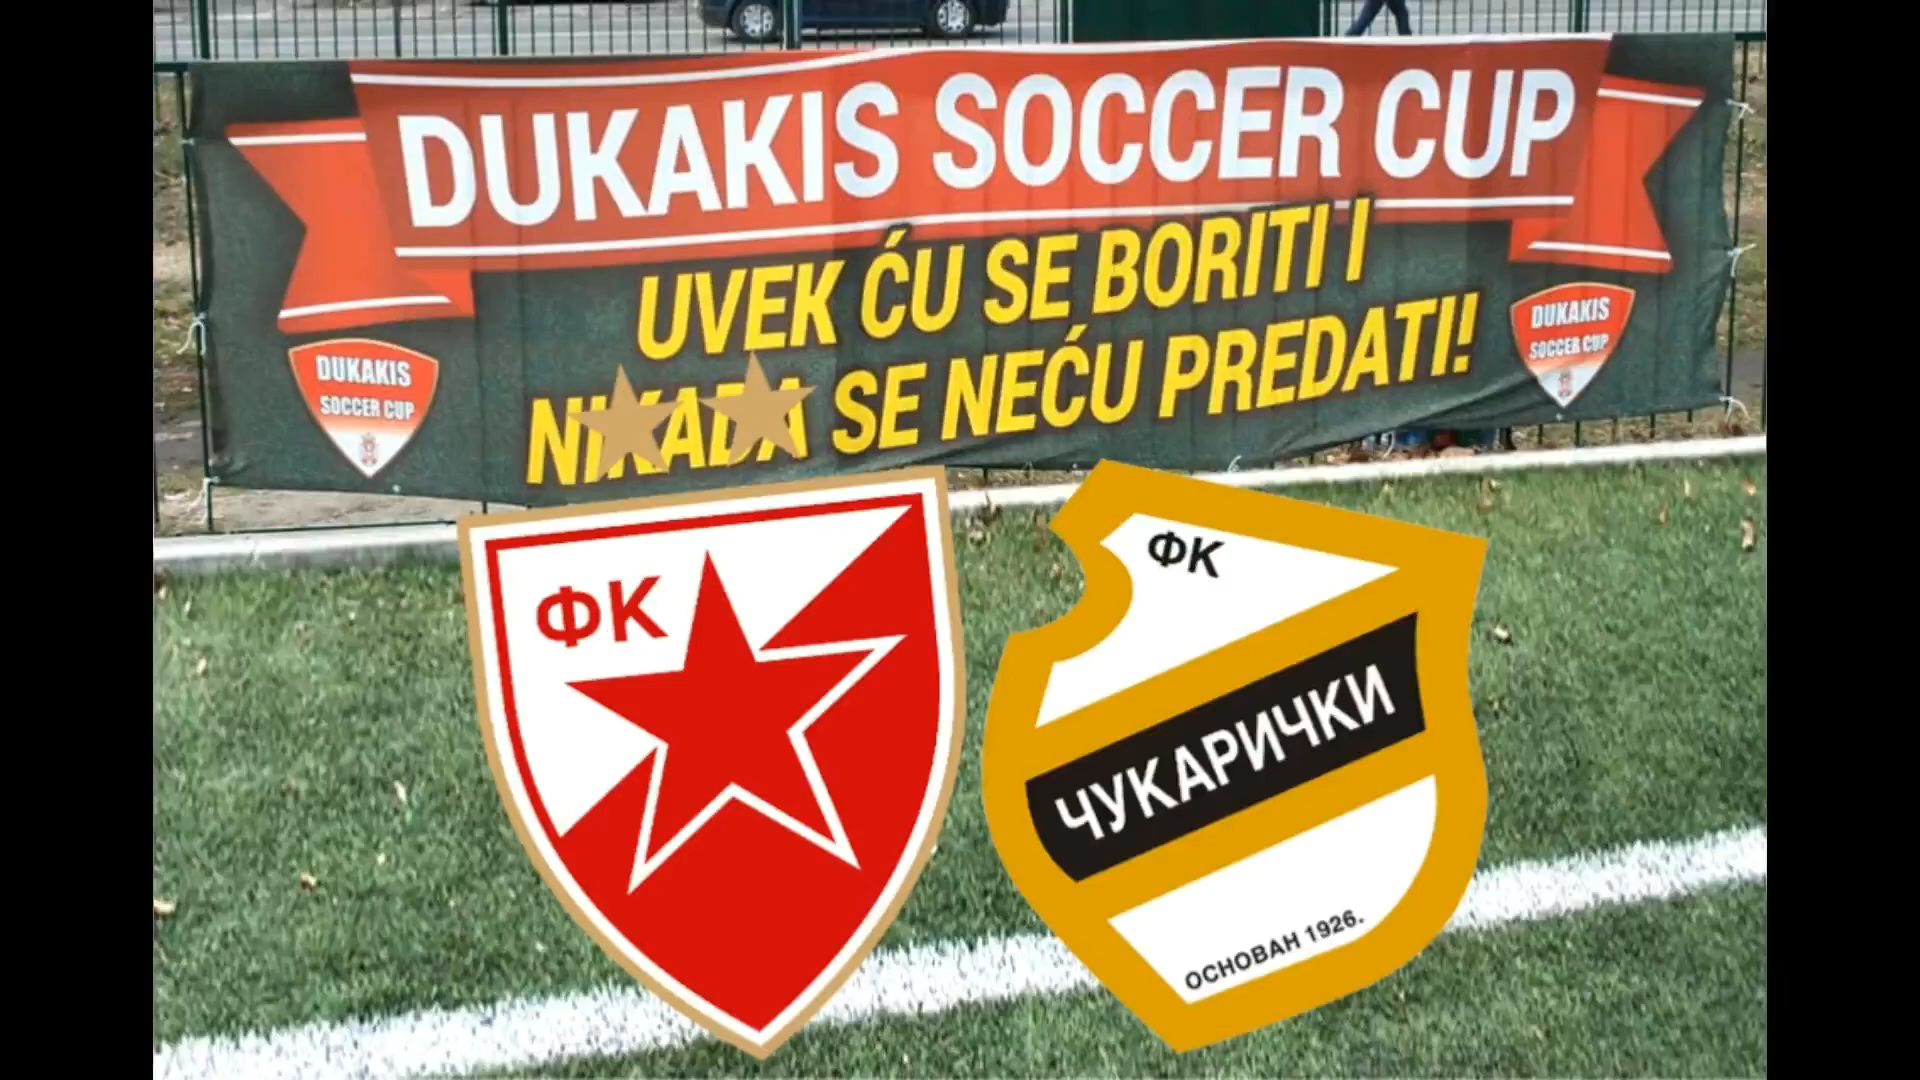 DUKAKIS SOCCER CUP
UVEK ĆU SE BORITI I
NIKADA SE NEĆU PREDATI!
DUKAKIS
SOCCER CUP
DUKAKIS
SOCCER CUP
ФК
ФК
ЧУКАРИЧКИ
ОСНОВАН 1926.